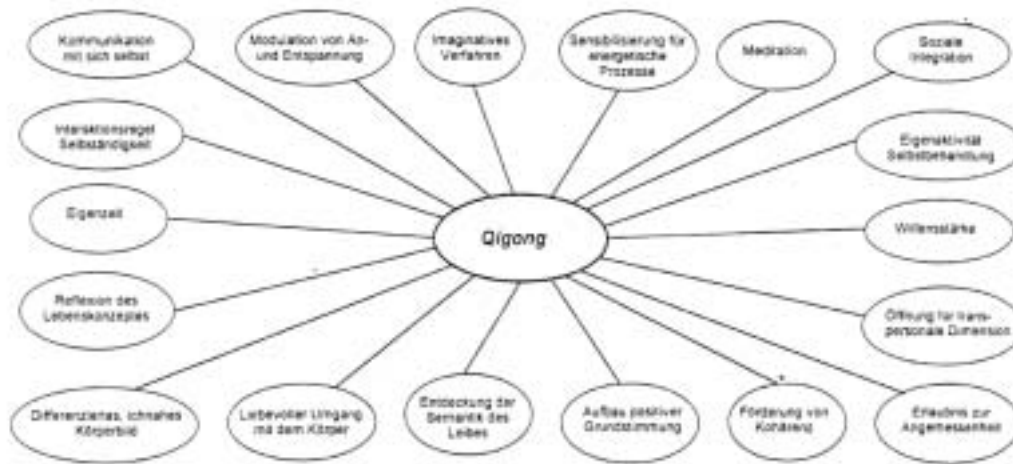 Kommunikation
mit sich selbst
Modulation von An-
und Entspannung
Imaginatives
Verfahren
Sensibilisierung für
energetische
Prozesse
Meditation
Soziale
Integration
Interaktionsregel
Selbständigkeit
Eigenaktivität
Selbstbehandlung
Eigenzeit
Qigong
Willensstärke
Reflexion des
Lebenskonzeptes
Öffnung für trans-
personale Dimension
Differenziertes, ichnahes
Körperbild
Liebevoller Umgang
mit dem Körper
Entdeckung der
Semantik des
Leibes
Aufbau positiver
Grundstimmung
Förderung von
Kohärenz
Erlaubnis zur
Angemessenheit